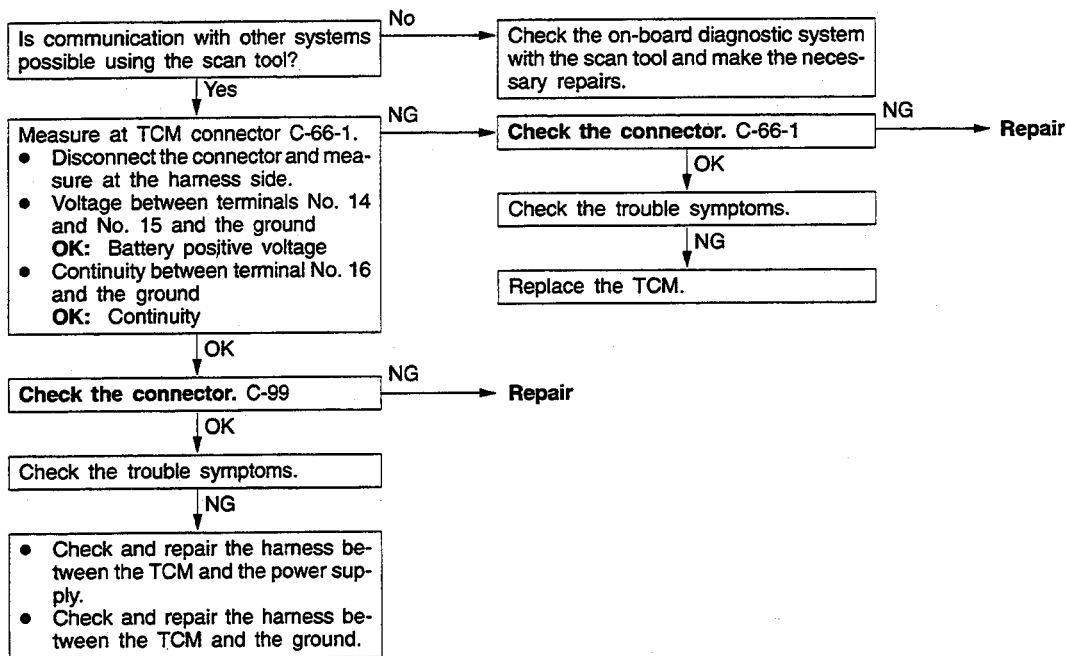 Is communication with other systems
possible using the scan tool?
No
Check the on-board diagnostic system
with the scan tool and make the neces-
sary repairs.
Yes
Measure at TCM connector C-66-1.
● Disconnect the connector and mea-
sure at the harness side.
● Voltage between terminals No. 14
and No. 15 and the ground
OK: Battery positive voltage
● Continuity between terminal No. 16
and the ground
OK: Continuity
NG
Check the connector. C-66-1
NG
Repair
OK
Check the trouble symptoms.
NG
Replace the TCM.
OK
Check the connector. C-99
NG
Repair
OK
Check the trouble symptoms.
NG
● Check and repair the harness be-
tween the TCM and the power sup-
ply.
● Check and repair the harness be-
tween the TCM and the ground.